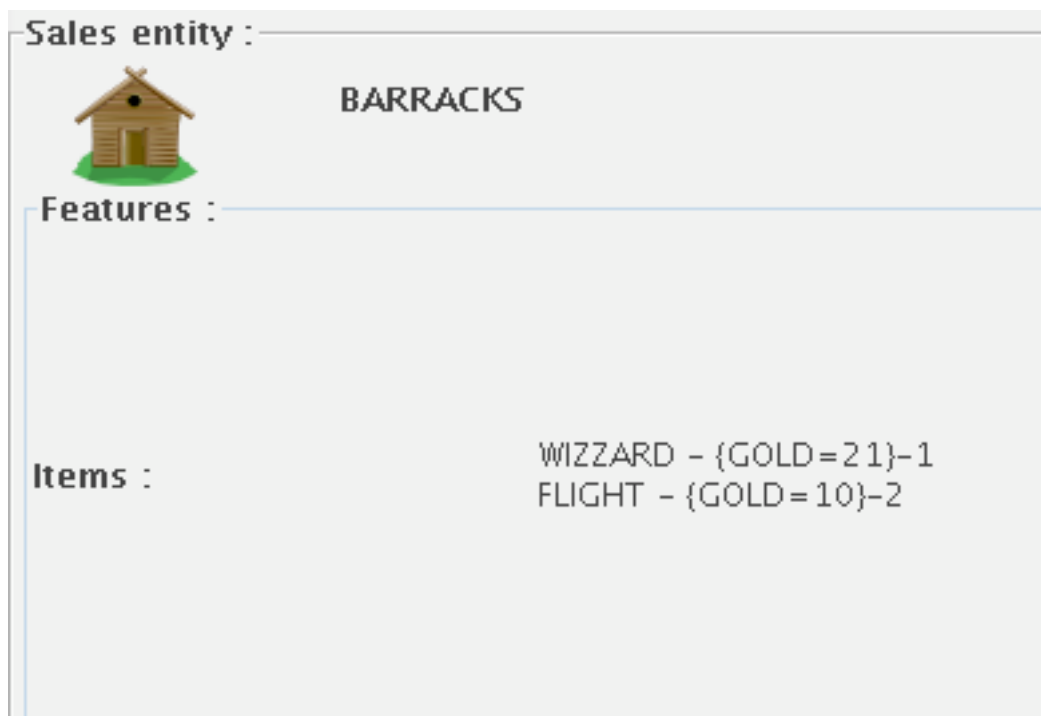 Sales entity :
BARRACKS
Features :
Items :
WIZZARD - {GOLD=21}-1
FLIGHT - {GOLD=10}-2